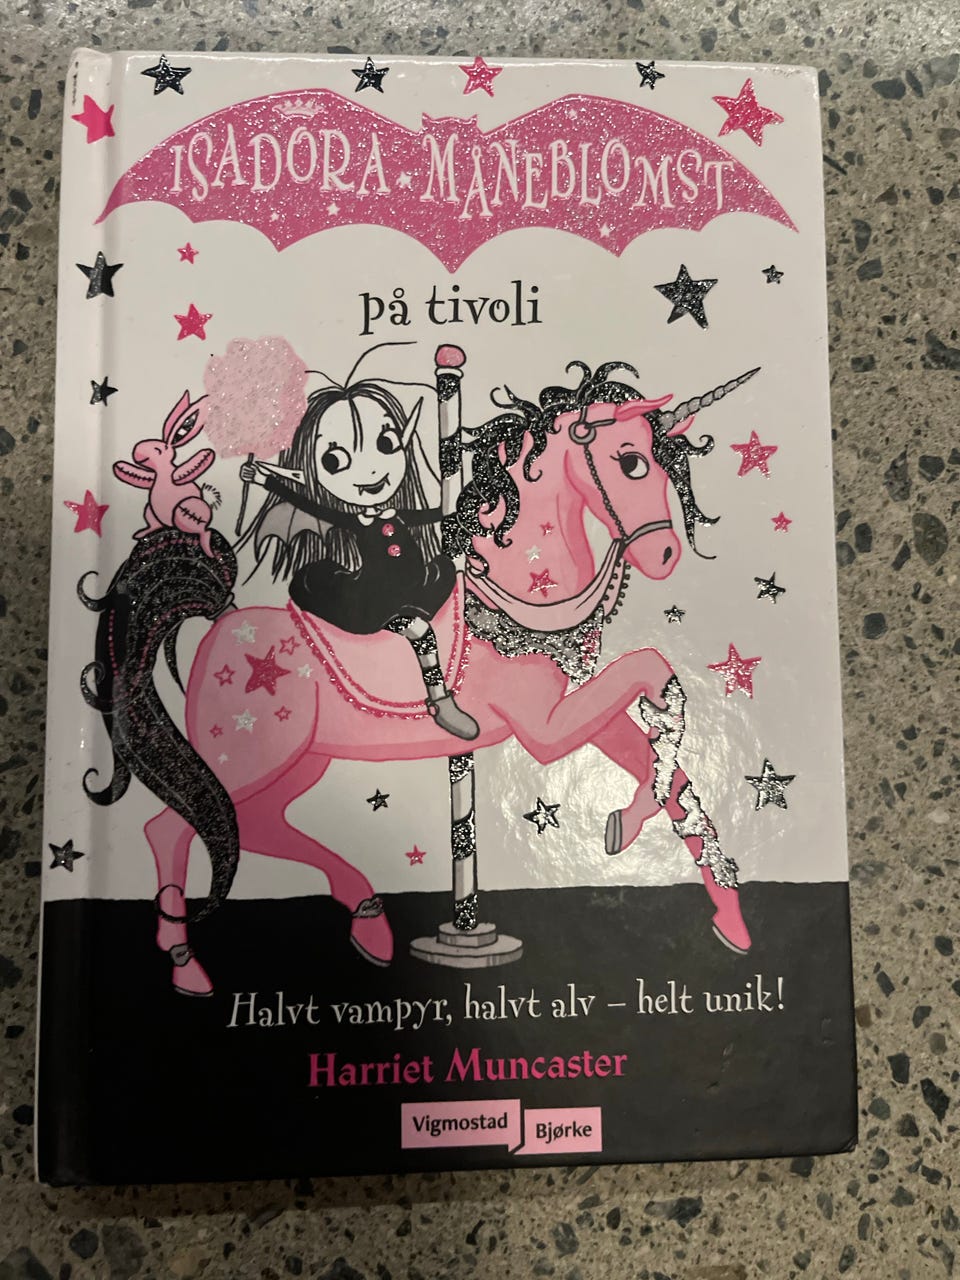 ISADORA MÅNEBLOMST
på tivoli
Halvt vampyr, halvt alv – helt unik!
Harriet Muncaster
Vigmostad Bjørke